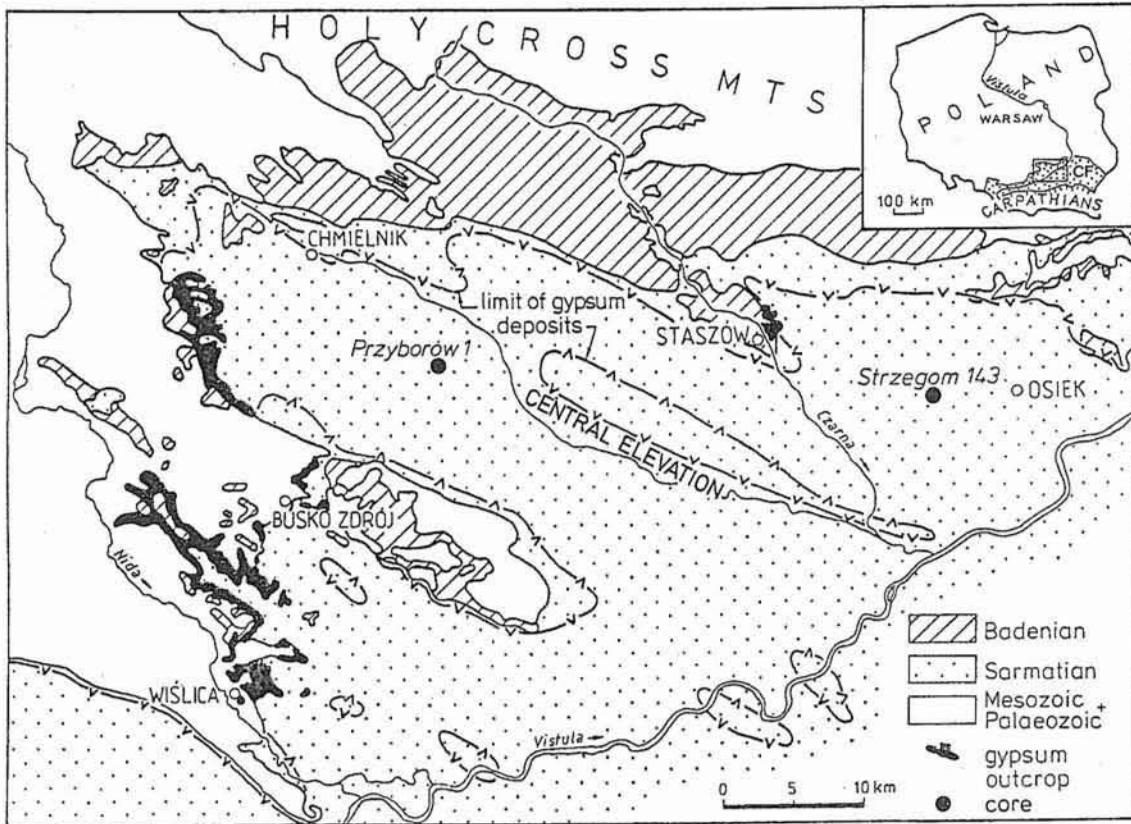 HOLY CROSS MTS
POLAND
Vistula
WARSAW
CF
CARPATHIANS
100 km
CHMIELNIK
limit of gypsum
deposits
STASZÓW
Przyborów 1
Strzegom 143
OSIEK
CENTRAL ELEVATION
Czarna
BUSKO ZDRÓJ
Nida
WIŚLICA
Vistula
Badenian
Sarmatian
Mesozoic +
Palaeozoic
gypsum
outcrop
core
0 5 10 km